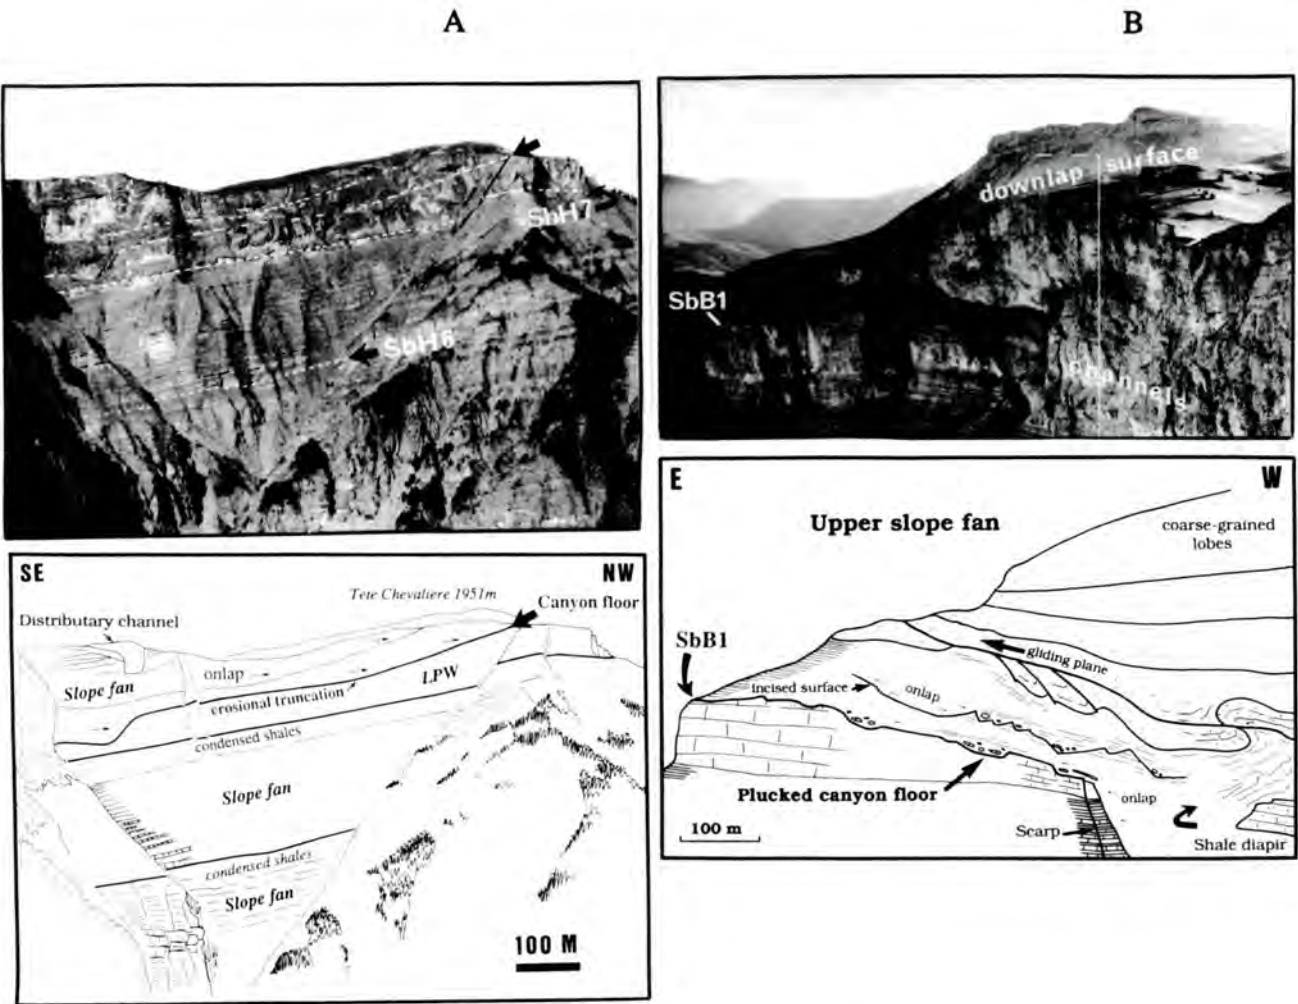 A
B
SbH7
SbH6
downlap surface
SbB1
channels
SE
NW
Tete Chevaliere 1951m
Canyon floor
Distributary channel
Slope fan
onlap
erosional truncation
LPW
condensed shales
Slope fan
condensed shales
Slope fan
100 M
E
W
Upper slope fan
coarse-grained
lobes
SbB1
gliding plane
incised surface
onlap
Plucked canyon floor
onlap
100 m
Scarp
Shale diapir